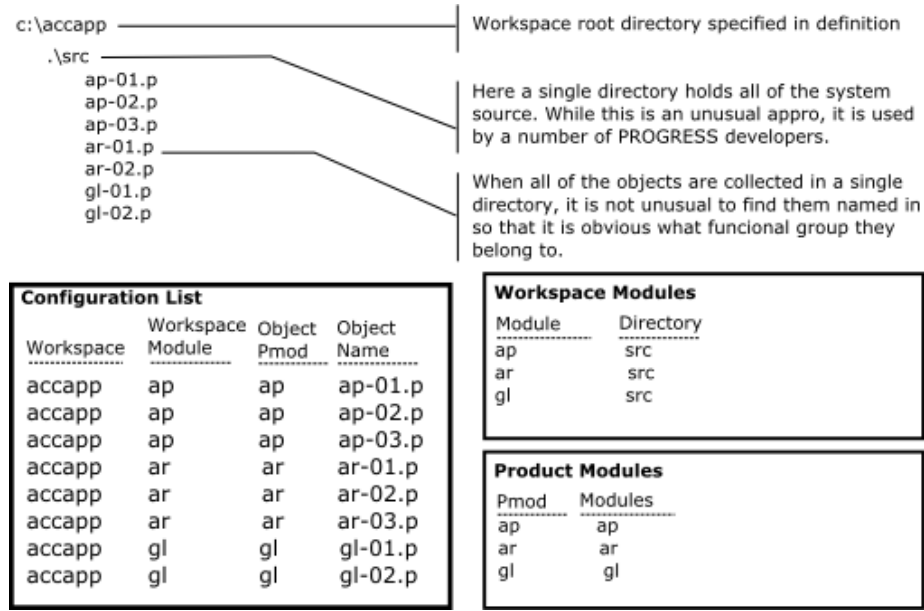 c:\accapp
Workspace root directory specified in definition
.\src
ap-01.p
ap-02.p
ap-03.p
ar-01.p
ar-02.p
gl-01.p
gl-02.p
Here a single directory holds all of the system
source. While this is an unusual appro, it is used
by a number of PROGRESS developers.
When all of the objects are collected in a single
directory, it is not unusual to find them named in
so that it is obvious what funcional group they
belong to.
Configuration List
Workspace Workspace Module Object Pmod Object Name
accapp ap ap ap-01.p
accapp ap ap ap-02.p
accapp ap ap ap-03.p
accapp ar ar ar-01.p
accapp ar ar ar-02.p
accapp ar ar ar-03.p
accapp gl gl gl-01.p
accapp gl gl gl-02.p
Workspace Modules
Module Directory
ap src
ar src
gl src
Product Modules
Pmod Modules
ap ap
ar ar
gl gl